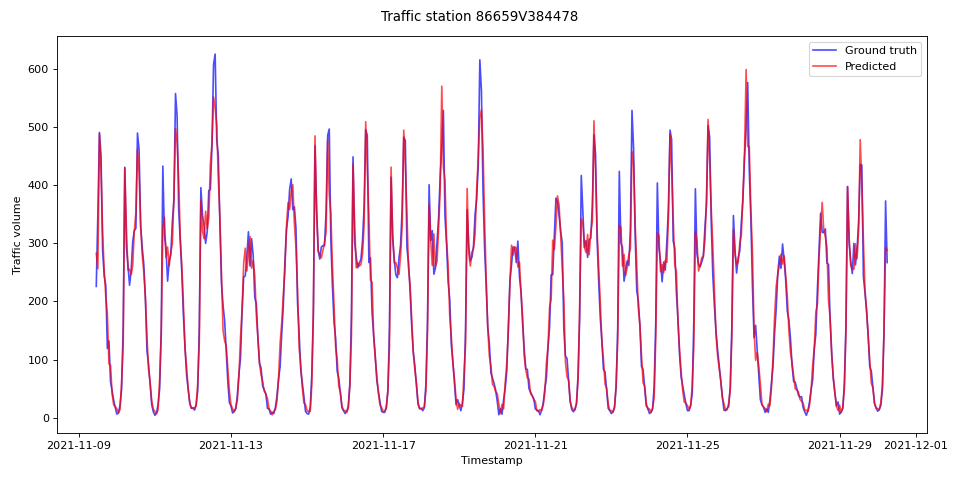 Traffic station 86659V384478
Ground truth
Predicted
Traffic volume
600
500
400
300
200
100
0
2021-11-09 2021-11-13 2021-11-17 2021-11-21 2021-11-25 2021-11-29 2021-12-01
Timestamp